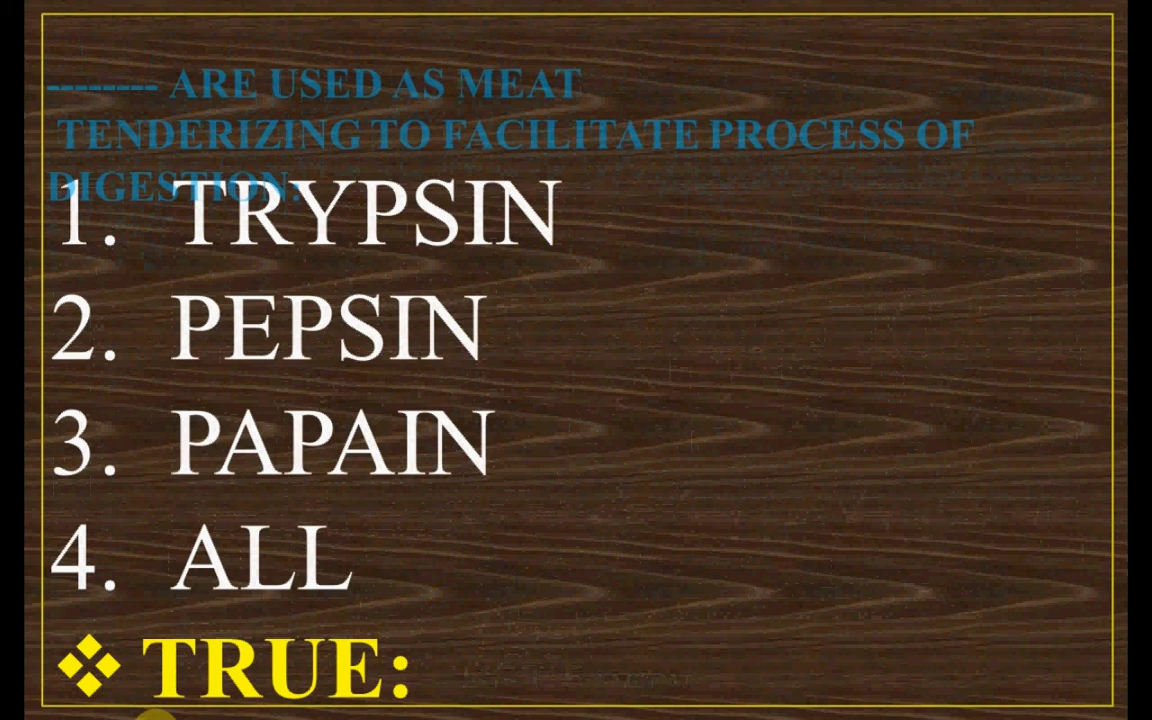 -------- ARE USED AS MEAT
TENDERIZING TO FACILITATE PROCESS OF
DIGESTION:
1. TRYPSIN
2. PEPSIN
3. PAPAIN
4. ALL
❖ TRUE: